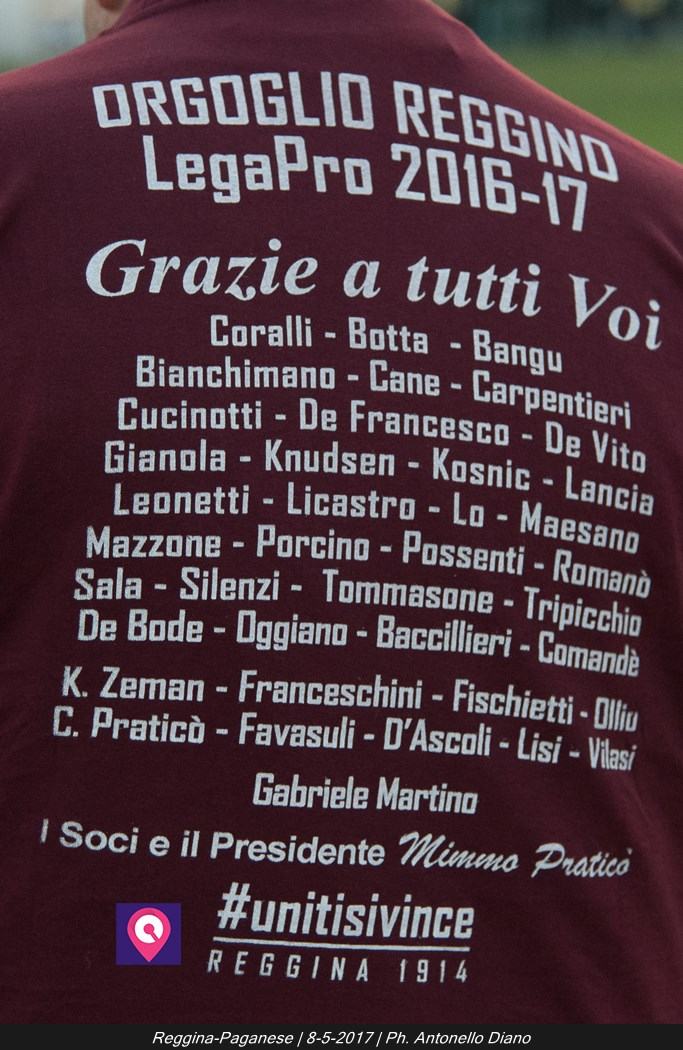 ORGOGLIO REGGINO
LegaPro 2016-17
Grazie a tutti Voi
Coralli - Botta - Bangu
Bianchimano - Cane - Carpentieri
Cucinotti - De Francesco - De Vito
Gianola - Knudsen - Kosnic - Lancia
Leonetti - Licastro - Lo - Maesano
Mazzone - Porcino - Possenti - Romanò
Sala - Silenzi - Tommasone - Tripicchio
De Bode - Oggiano - Baccillieri - Comandè
K. Zeman - Franceschini - Fischietti - Olliu
C. Praticò - Favasuli - D'Ascoli - Lisi - Vilasi
Gabriele Martino
I Soci e il Presidente Mimmo Praticò
#unitisivince
REGGINA 1914
Reggina-Paganese | 8-5-2017 | Ph. Antonello Diano